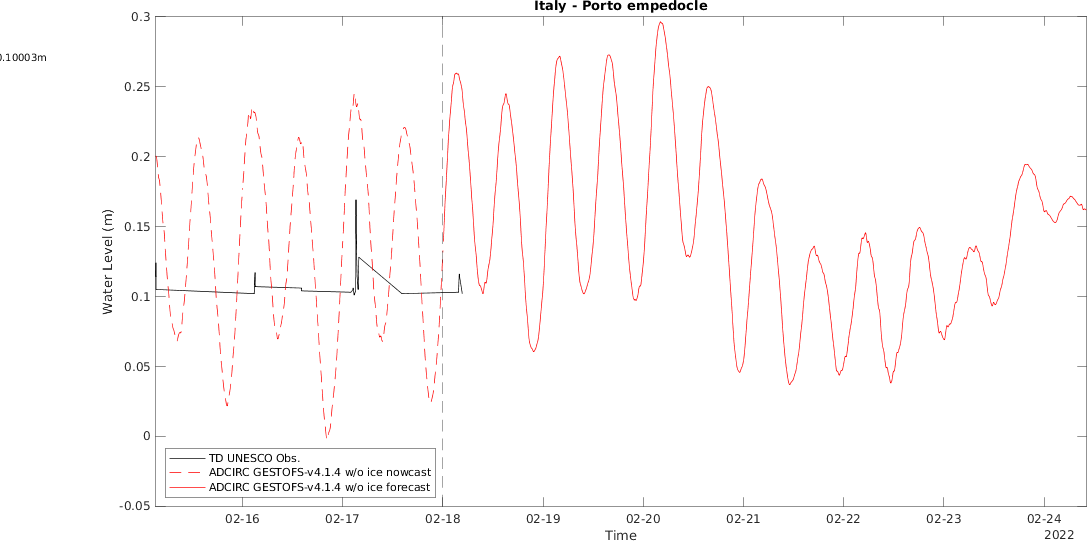 Italy - Porto empedocle
0.10003m
0.3
0.25
0.2
0.15
0.1
0.05
0
-0.05
Water Level (m)
TD UNESCO Obs.
ADCIRC GESTOFS-v4.1.4 w/o ice nowcast
ADCIRC GESTOFS-v4.1.4 w/o ice forecast
02-16 02-17 02-18 02-19 02-20 02-21 02-22 02-23 02-24
Time
2022